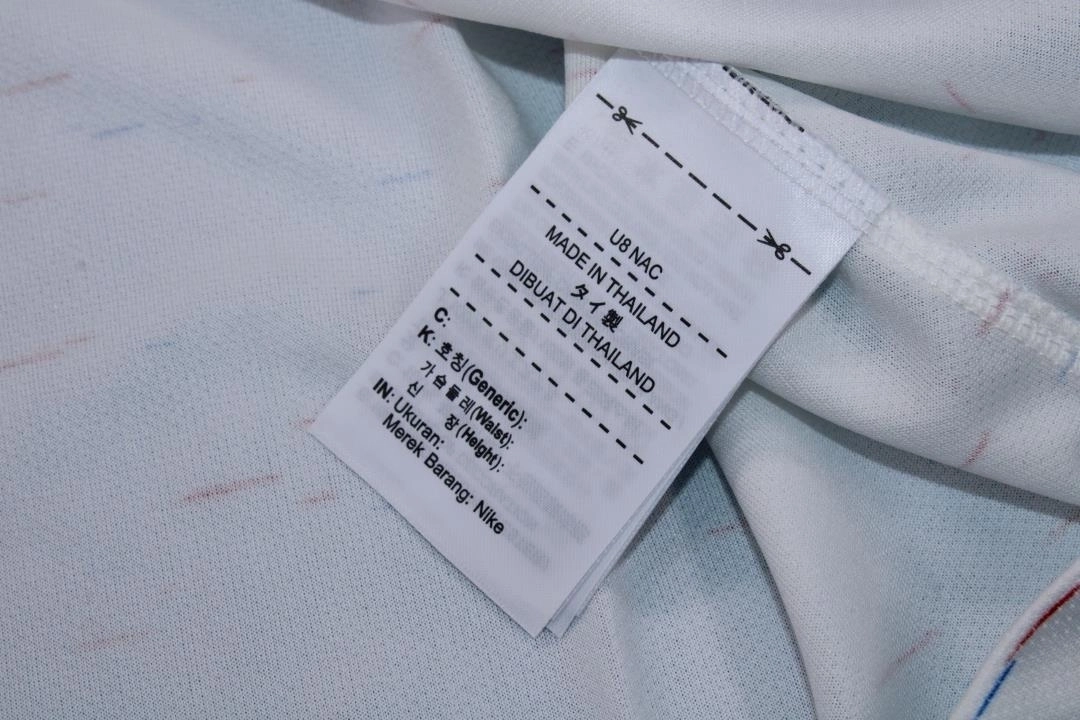 U8 NAC
MADE IN THAILAND
タイ製
DIBUAT DI THAILAND
C:
K: 호칭(Generic):
가슴둘레(Waist):
신 장(Height):
IN: Ukuran:
Merek Barang: Nike